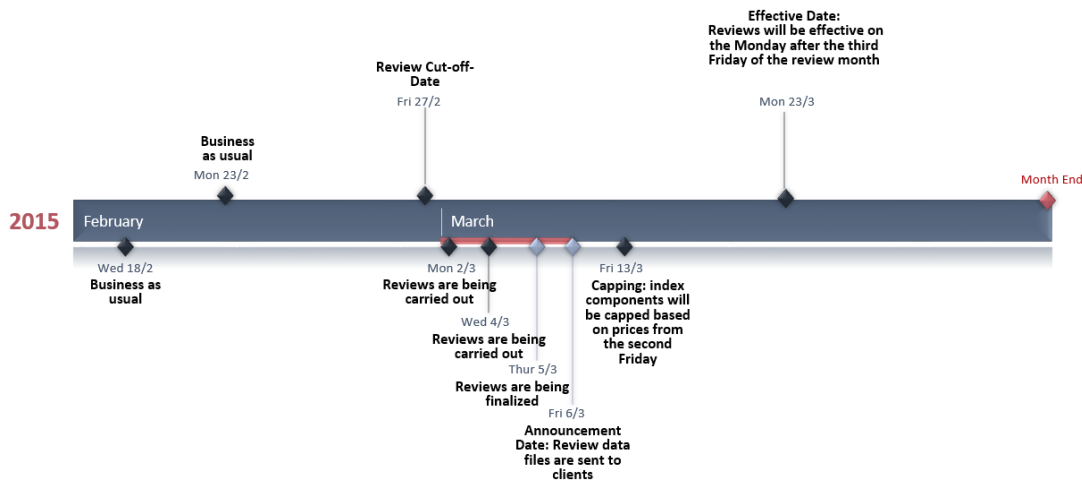 Effective Date:
Reviews will be effective on
the Monday after the third
Friday of the review month
Mon 23/3
Review Cut-off-
Date
Fri 27/2
Business
as usual
Mon 23/2
Month End
2015
February
March
Wed 18/2
Business as
usual
Mon 2/3
Reviews are being
carried out
Wed 4/3
Reviews are being
carried out
Thur 5/3
Reviews are being
finalized
Fri 6/3
Announcement
Date: Review data
files are sent to
clients
Fri 13/3
Capping: index
components will
be capped based
on prices from
the second
Friday